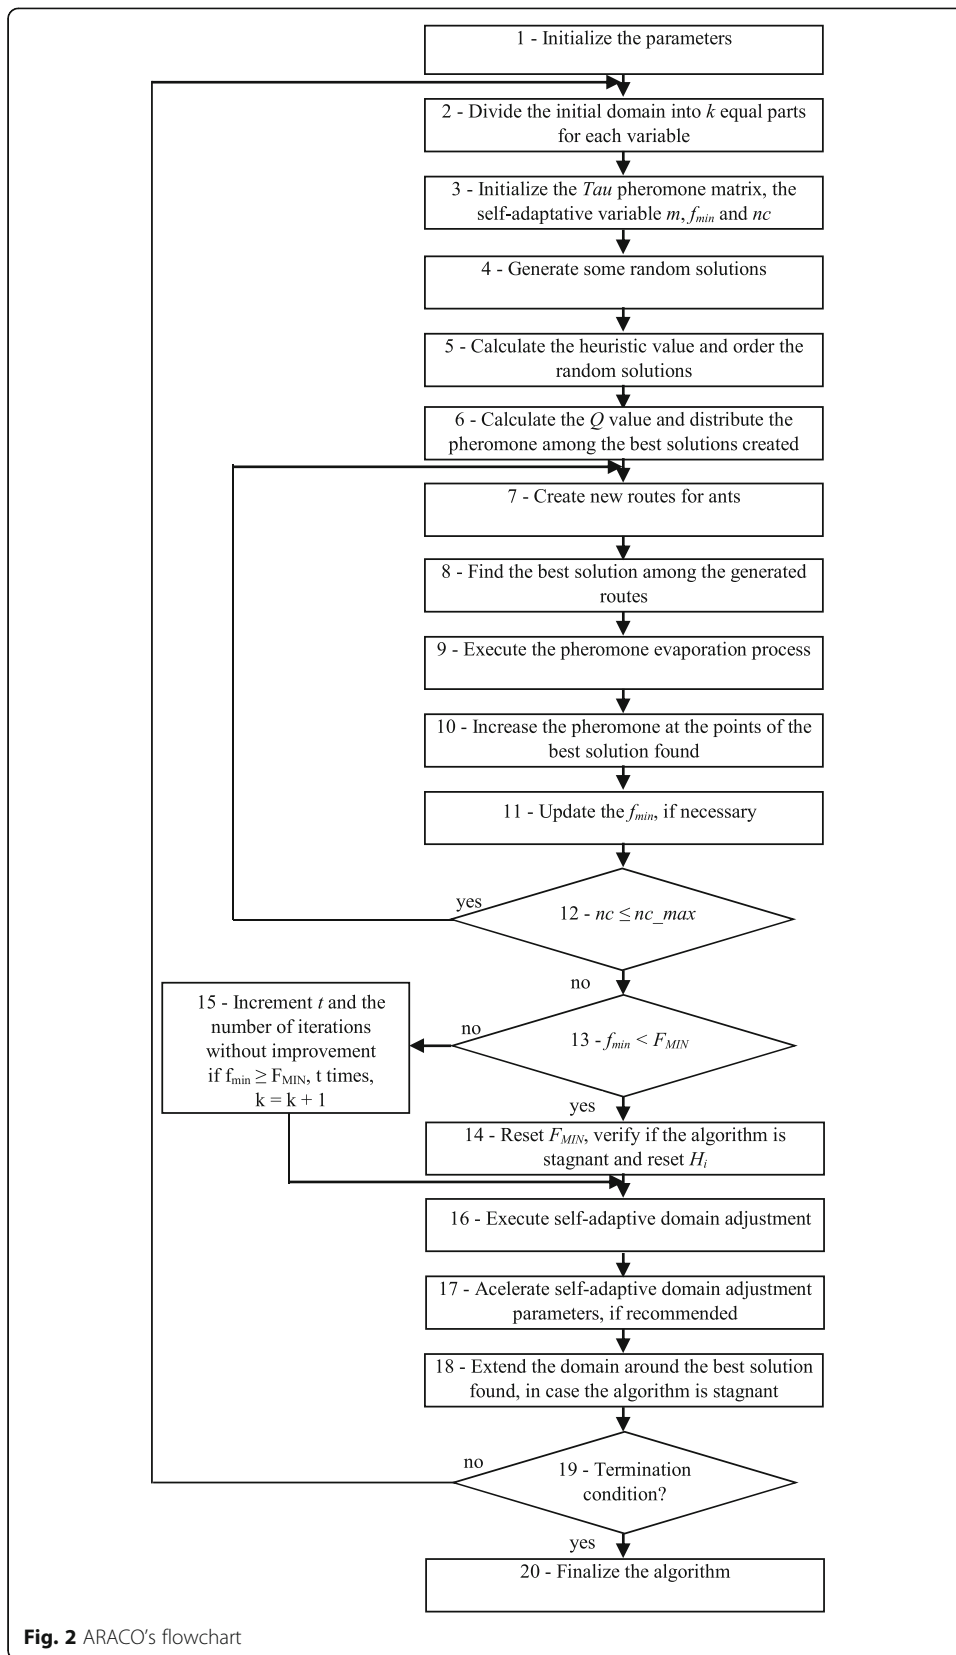 1 - Initialize the parameters
2 - Divide the initial domain into k equal parts
for each variable
3 - Initialize the Tau pheromone matrix, the
self-adaptative variable m, f_min and nc
4 - Generate some random solutions
5 - Calculate the heuristic value and order the
random solutions
6 - Calculate the Q value and distribute the
pheromone among the best solutions created
7 - Create new routes for ants
8 - Find the best solution among the generated
routes
9 - Execute the pheromone evaporation process
10 - Increase the pheromone at the points of the
best solution found
11 - Update the f_min, if necessary
yes
12 - nc ≤ nc_max
no
13 - f_min < F_MIN
no
15 - Increment t and the
number of iterations
without improvement
if f_min ≥ F_MIN, t times,
k = k + 1
yes
14 - Reset F_MIN, verify if the algorithm is
stagnant and reset H_i
16 - Execute self-adaptive domain adjustment
17 - Acelerate self-adaptive domain adjustment
parameters, if recommended
18 - Extend the domain around the best solution
found, in case the algorithm is stagnant
no
19 - Termination
condition?
yes
20 - Finalize the algorithm
Fig. 2 ARACO's flowchart